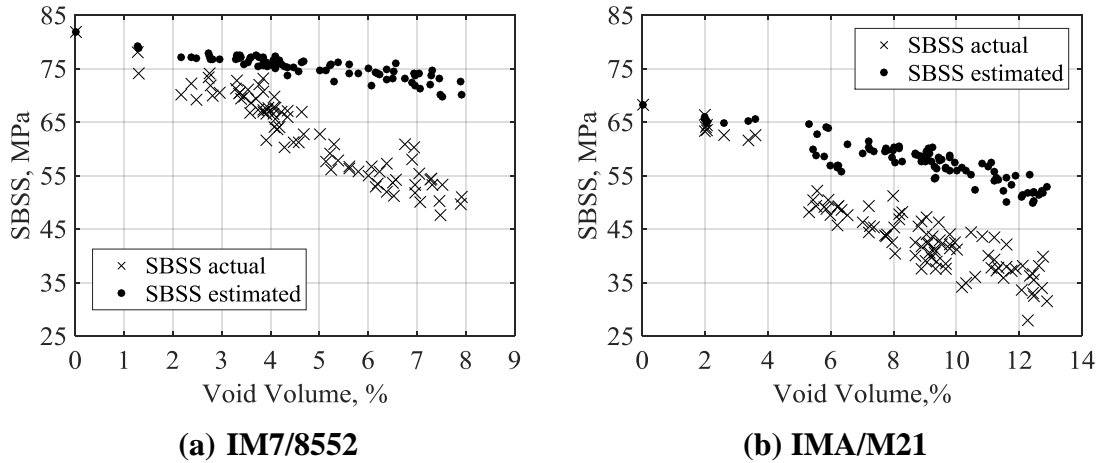 85
75
65
55
45
35
25
SBSS, MPa
SBSS actual
SBSS estimated
0 1 2 3 4 5 6 7 8 9
Void Volume, %
(a) IM7/8552
85
75
65
55
45
35
25
SBSS, MPa
SBSS actual
SBSS estimated
0 2 4 6 8 10 12 14
Void Volume,%
(b) IMA/M21